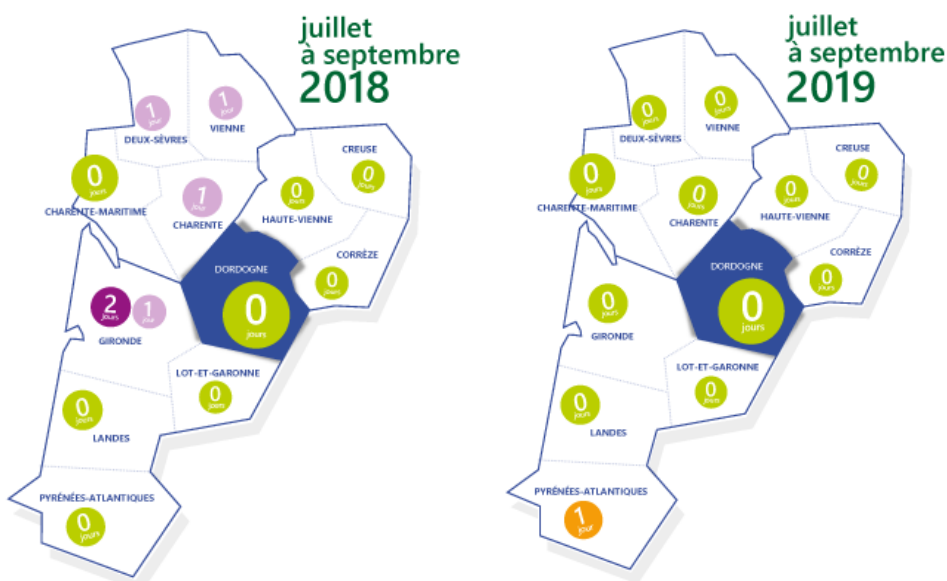 juillet
à septembre
2018
1
jour
DEUX-SÈVRES
1
jour
VIENNE
CREUSE
0
jours
0
jours
CHARENTE-MARITIME
1
jour
CHARENTE
0
jours
HAUTE-VIENNE
CORRÈZE
0
jours
DORDOGNE
0
jours
2
jours
1
jour
GIRONDE
LOT-ET-GARONNE
0
jours
0
jours
LANDES
PYRÉNÉES-ATLANTIQUES
0
jours
juillet
à septembre
2019
0
jours
DEUX-SÈVRES
0
jours
VIENNE
CREUSE
0
jours
0
jours
CHARENTE-MARITIME
0
jours
CHARENTE
0
jours
HAUTE-VIENNE
CORRÈZE
0
jours
DORDOGNE
0
jours
0
jours
GIRONDE
LOT-ET-GARONNE
0
jours
0
jours
LANDES
PYRÉNÉES-ATLANTIQUES
1
jour